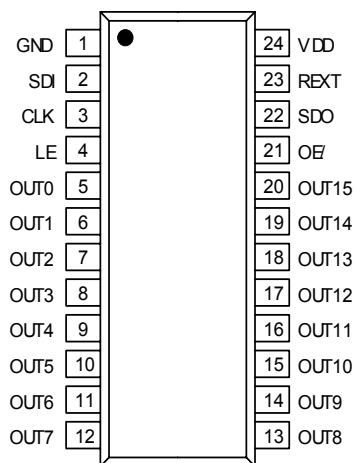 GND 1 24 VDD
SDI 2 23 REXT
CLK 3 22 SDO
LE 4 21 OE/
OUT0 5 20 OUT15
OUT1 6 19 OUT14
OUT2 7 18 OUT13
OUT3 8 17 OUT12
OUT4 9 16 OUT11
OUT5 10 15 OUT10
OUT6 11 14 OUT9
OUT7 12 13 OUT8